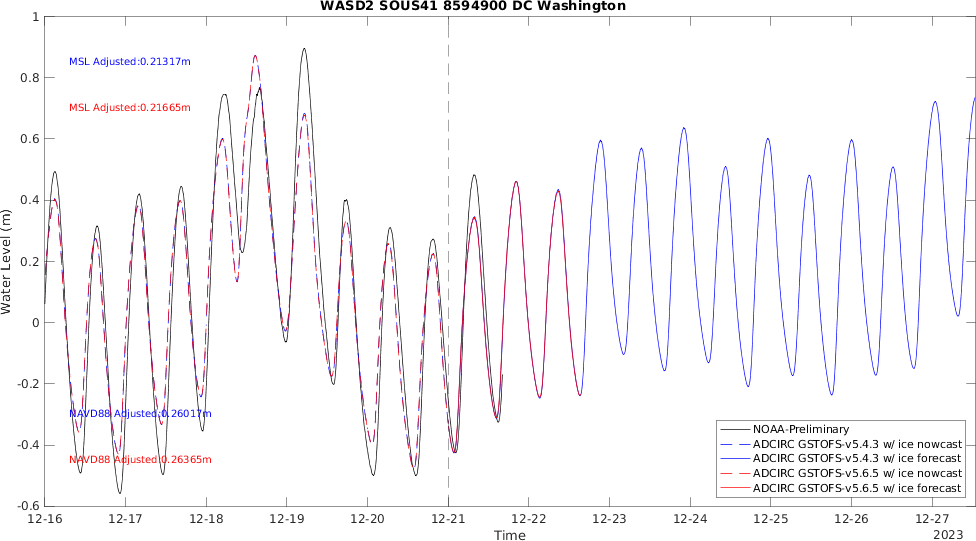 WASD2 SOUS41 8594900 DC Washington
1
0.8
0.6
0.4
0.2
0
-0.2
-0.4
-0.6
Water Level (m)
MSL Adjusted:0.21317m
MSL Adjusted:0.21665m
NAVD88 Adjusted:0.26017m
NAVD88 Adjusted:0.26365m
NOAA-Preliminary
ADCIRC GSTOFS-v5.4.3 w/ ice nowcast
ADCIRC GSTOFS-v5.4.3 w/ ice forecast
ADCIRC GSTOFS-v5.6.5 w/ ice nowcast
ADCIRC GSTOFS-v5.6.5 w/ ice forecast
12-16 12-17 12-18 12-19 12-20 12-21 12-22 12-23 12-24 12-25 12-26 12-27
Time
2023